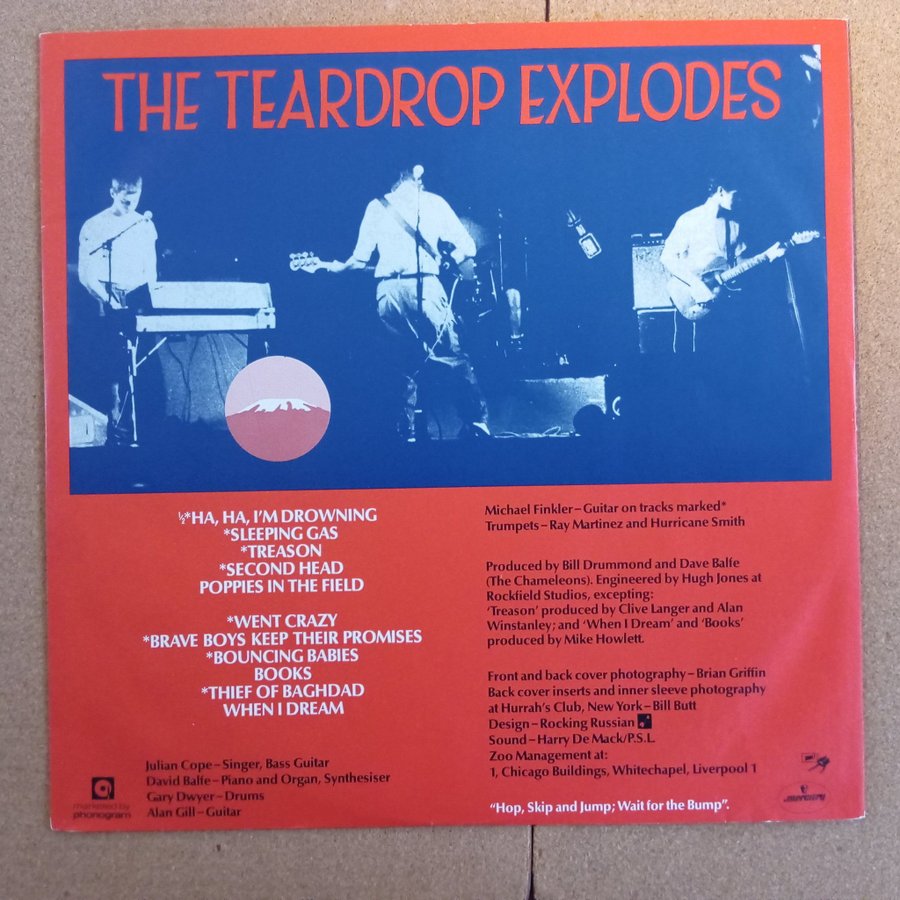 THE TEARDROP EXPLODES
½*HA, HA, I'M DROWNING
*SLEEPING GAS
*TREASON
*SECOND HEAD
POPPIES IN THE FIELD
*WENT CRAZY
*BRAVE BOYS KEEP THEIR PROMISES
*BOUNCING BABIES
BOOKS
*THIEF OF BAGHDAD
WHEN I DREAM
Julian Cope – Singer, Bass Guitar
David Balfe – Piano and Organ, Synthesiser
Gary Dwyer – Drums
Alan Gill – Guitar
marketed by
phonogram
Michael Finkler – Guitar on tracks marked*
Trumpets – Ray Martinez and Hurricane Smith
Produced by Bill Drummond and Dave Balfe
(The Chameleons). Engineered by Hugh Jones at
Rockfield Studios, excepting:
'Treason' produced by Clive Langer and Alan
Winstanley; and 'When I Dream' and 'Books'
produced by Mike Howlett.
Front and back cover photography – Brian Griffin
Back cover inserts and inner sleeve photography
at Hurrah's Club, New York – Bill Butt
Design – Rocking Russian
Sound – Harry De Mack/P.S.L.
Zoo Management at:
1, Chicago Buildings, Whitechapel, Liverpool 1
"Hop, Skip and Jump; Wait for the Bump".
mercury